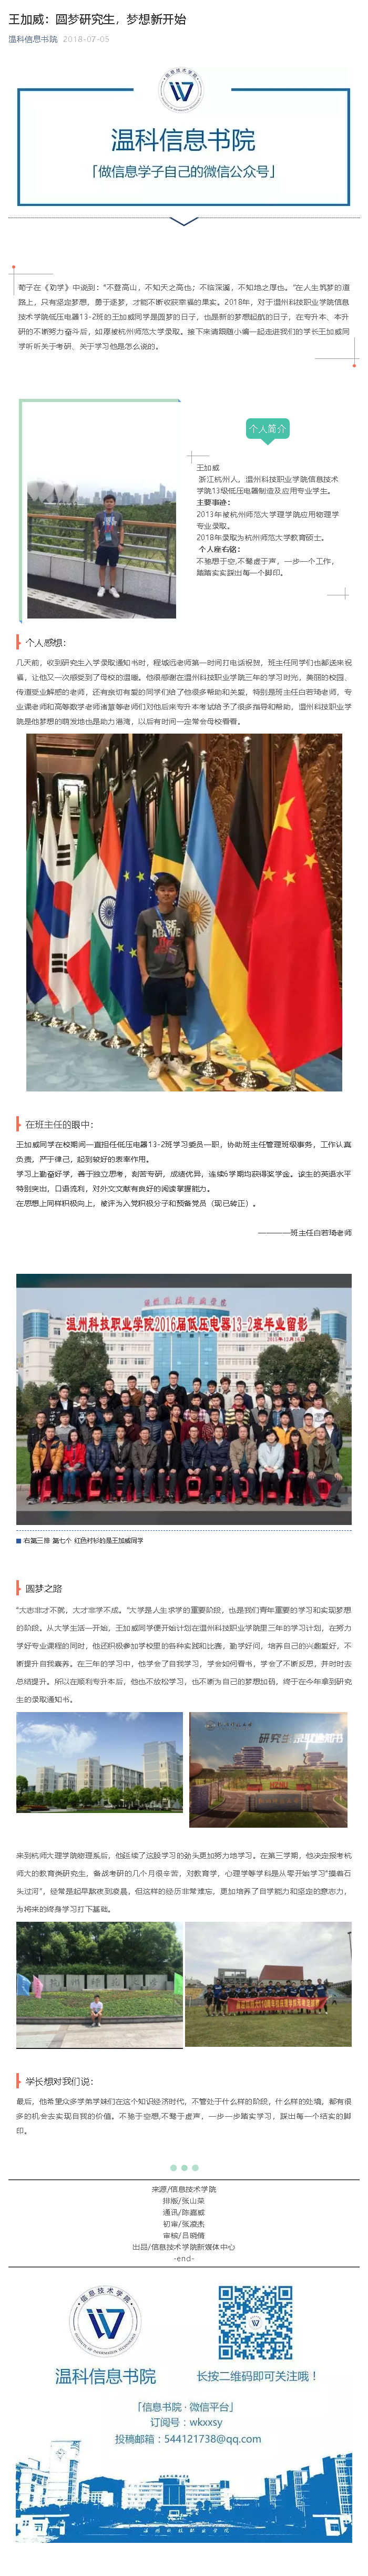 王加威：圆梦研究生，梦想新开始
温科信息书院 2018-07-05
信息技术学院
温科信息书院
「做信息学子自己的微信公众号」
荀子在《劝学》中说到：“不登高山，不知天之高也；不临深溪，不知地之厚也。”在人生筑梦的道
路上，只有坚定梦想，勇于逐梦，才能不断收获幸福的果实。2018年，对于温州科技职业学院信息
技术学院低压电器13-2班的王加威同学是圆梦的日子，也是新的梦想起航的日子，在专升本、本升
研的不断努力奋斗后，如愿被杭州师范大学录取。接下来请跟随小编一起走进我们的学长王加威同
学听听关于考研、关于学习他是怎么说的。
个人简介
王加威
浙江杭州人，温州科技职业学院信息技术
学院13级低压电器制造及应用专业学生。
主要事迹：
2013年被杭州师范大学理学院应用物理学
专业录取。
2018年录取为杭州师范大学教育硕士。
个人座右铭：
不驰想于空,不骛虚于声，一步一个工作，
踏踏实实踩出每一个脚印。
个人感想：
几天前，收到研究生入学录取通知书时，程城远老师第一时间打电话祝贺，班主任同学们也都送来祝
福，让他又一次感受到了母校的温暖。他很感谢在温州科技职业学院三年的学习时光，美丽的校园、
传道受业解惑的老师，还有亲切有爱的同学们给了他很多帮助和关爱，特别是班主任白若琦老师，专
业课老师和高等数学老师诸慧等老师们对他后来专升本考试给予了很多指导和帮助，温州科技职业学
院是他梦想的萌发地也是助力港湾，以后有时间一定常会母校看看。
RISE
ABOVE
在班主任的眼中：
王加威同学在校期间一直担任低压电器13-2班学习委员一职，协助班主任管理班级事务，工作认真
负责，严于律己，起到较好的表率作用。
学习上勤奋好学，善于独立思考，刻苦专研，成绩优异，连续6学期均获得奖学金。该生的英语水平
特别突出，口语流利，对外文文献有良好的阅读掌握能力。
在思想上同样积极向上，被评为入党积极分子和预备党员（现已转正）。
————班主任白若琦老师
温州科技职业学院
温州科技职业学院2016届低压电器13-2班毕业留影
右第三排 第七个 红色衬衫的是王加威同学
圆梦之路
“大志非才不就，大才非学不成。”大学是人生求学的重要阶段，也是我们青年重要的学习和实现梦想
的阶段。从大学生活一开始，王加威同学便开始计划在温州科技职业学院里三年的学习计划，在努力
学好专业课程的同时，他还积极参加学校里的各种实践和比赛，勤学好问，培养自己的兴趣爱好，不
断提升自我素养。在三年的学习中，他学会了自我学习，学会如何看书，学会了不断反思，并时时去
总结提升。所以在顺利专升本后，他也不放松学习，也不断为自己的梦想加码，终于在今年拿到研究
生的录取通知书。
研究生录取通知书
来到杭师大理学院物理系后，他延续了这股学习的劲头更加努力地学习。在第三学期，他决定报考杭
师大的教育类研究生，备战考研的几个月很辛苦，对教育学，心理学等学科是从零开始学习“摸着石
头过河”，经常是起早熬夜到凌晨，但这样的经历非常难忘，更加培养了自学能力和坚定的意志力，
为将来的终身学习打下基础。
学长想对我们说：
最后，他希望众多学弟学妹们在这个知识经济时代，不管处于什么样的阶段，什么样的处境，都有很
多的机会去实现自我的价值。不驰于空想,不骛于虚声，一步一步踏实学习，踩出每一个结实的脚
印。
来源/信息技术学院
排版/张山荣
通讯/陈嘉威
初审/张凌杰
审核/吕晓倩
出品/信息技术学院新媒体中心
-end-
信息技术学院
温科信息书院
长按二维码即可关注哦！
「信息书院·微信平台」
订阅号：wkxxsy
投稿邮箱：544121738@qq.com
温州科技职业学院